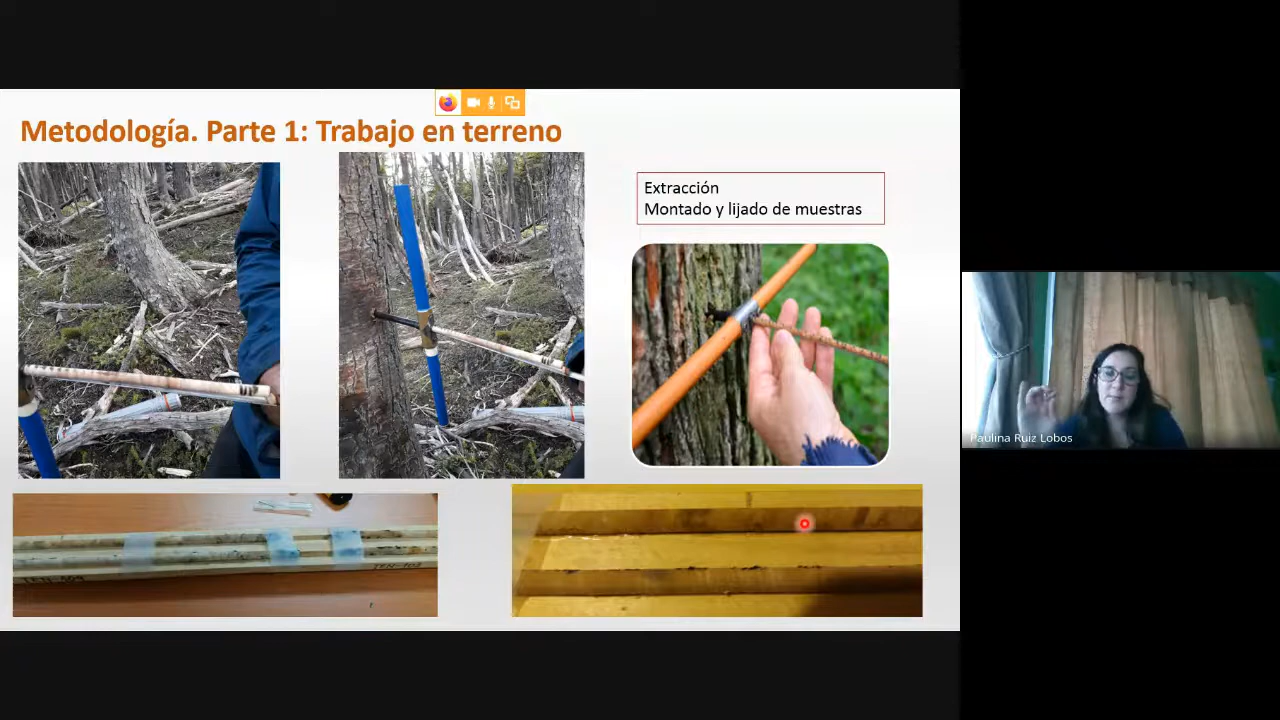 Metodología. Parte 1: Trabajo en terreno
Extracción
Montado y lijado de muestras
Paulina Ruiz Lobos